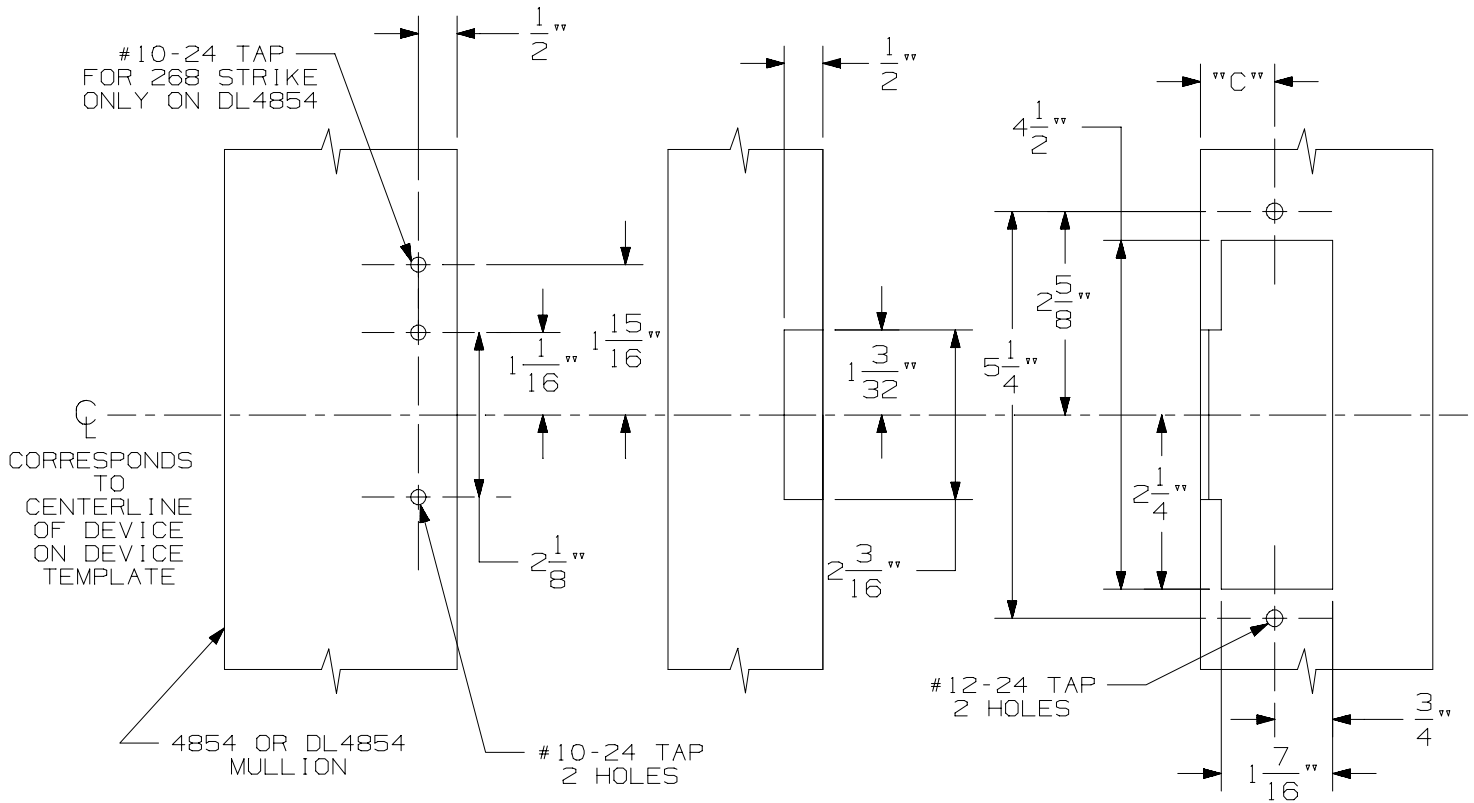 #10-24 TAP
FOR 268 STRIKE
ONLY ON DL4854
1/2"
1/2"
"C"
4 1/2"
1 15/16"
1 1/16"
2 1/8"
1 3/32"
2 3/16"
2 5/8"
5 1/4"
2 1/4"
CL
CORRESPONDS
TO
CENTERLINE
OF DEVICE
ON DEVICE
TEMPLATE
4854 OR DL4854
MULLION
#10-24 TAP
2 HOLES
#12-24 TAP
2 HOLES
3/4"
1 7/16"